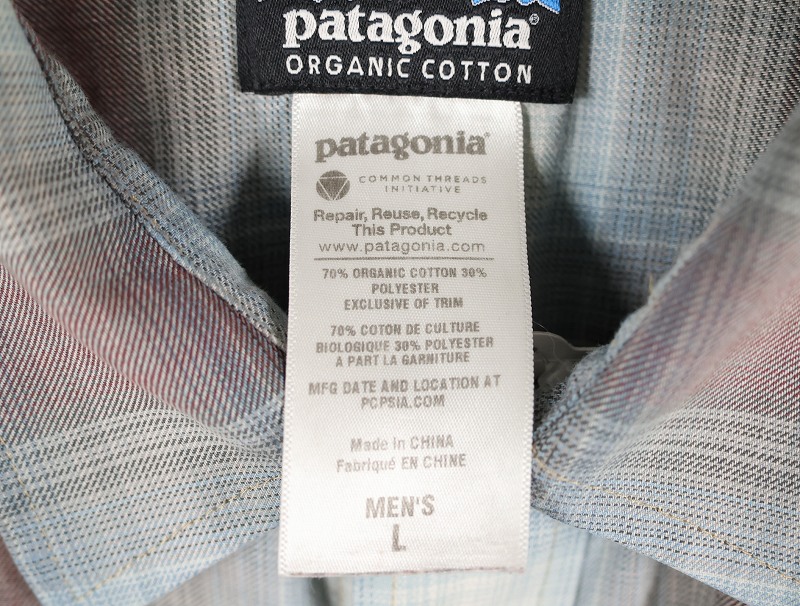 patagonia®
ORGANIC COTTON
patagonia®
COMMON THREADS
INITIATIVE
Repair, Reuse, Recycle
This Product
www.patagonia.com
70% ORGANIC COTTON 30%
POLYESTER
EXCLUSIVE OF TRIM
70% COTON DE CULTURE
BIOLOGIQUE 30% POLYESTER
A PART LA GARNITURE
MFG DATE AND LOCATION AT
PCPSIA.COM
Made in CHINA
Fabriqué EN CHINE
MEN'S
L